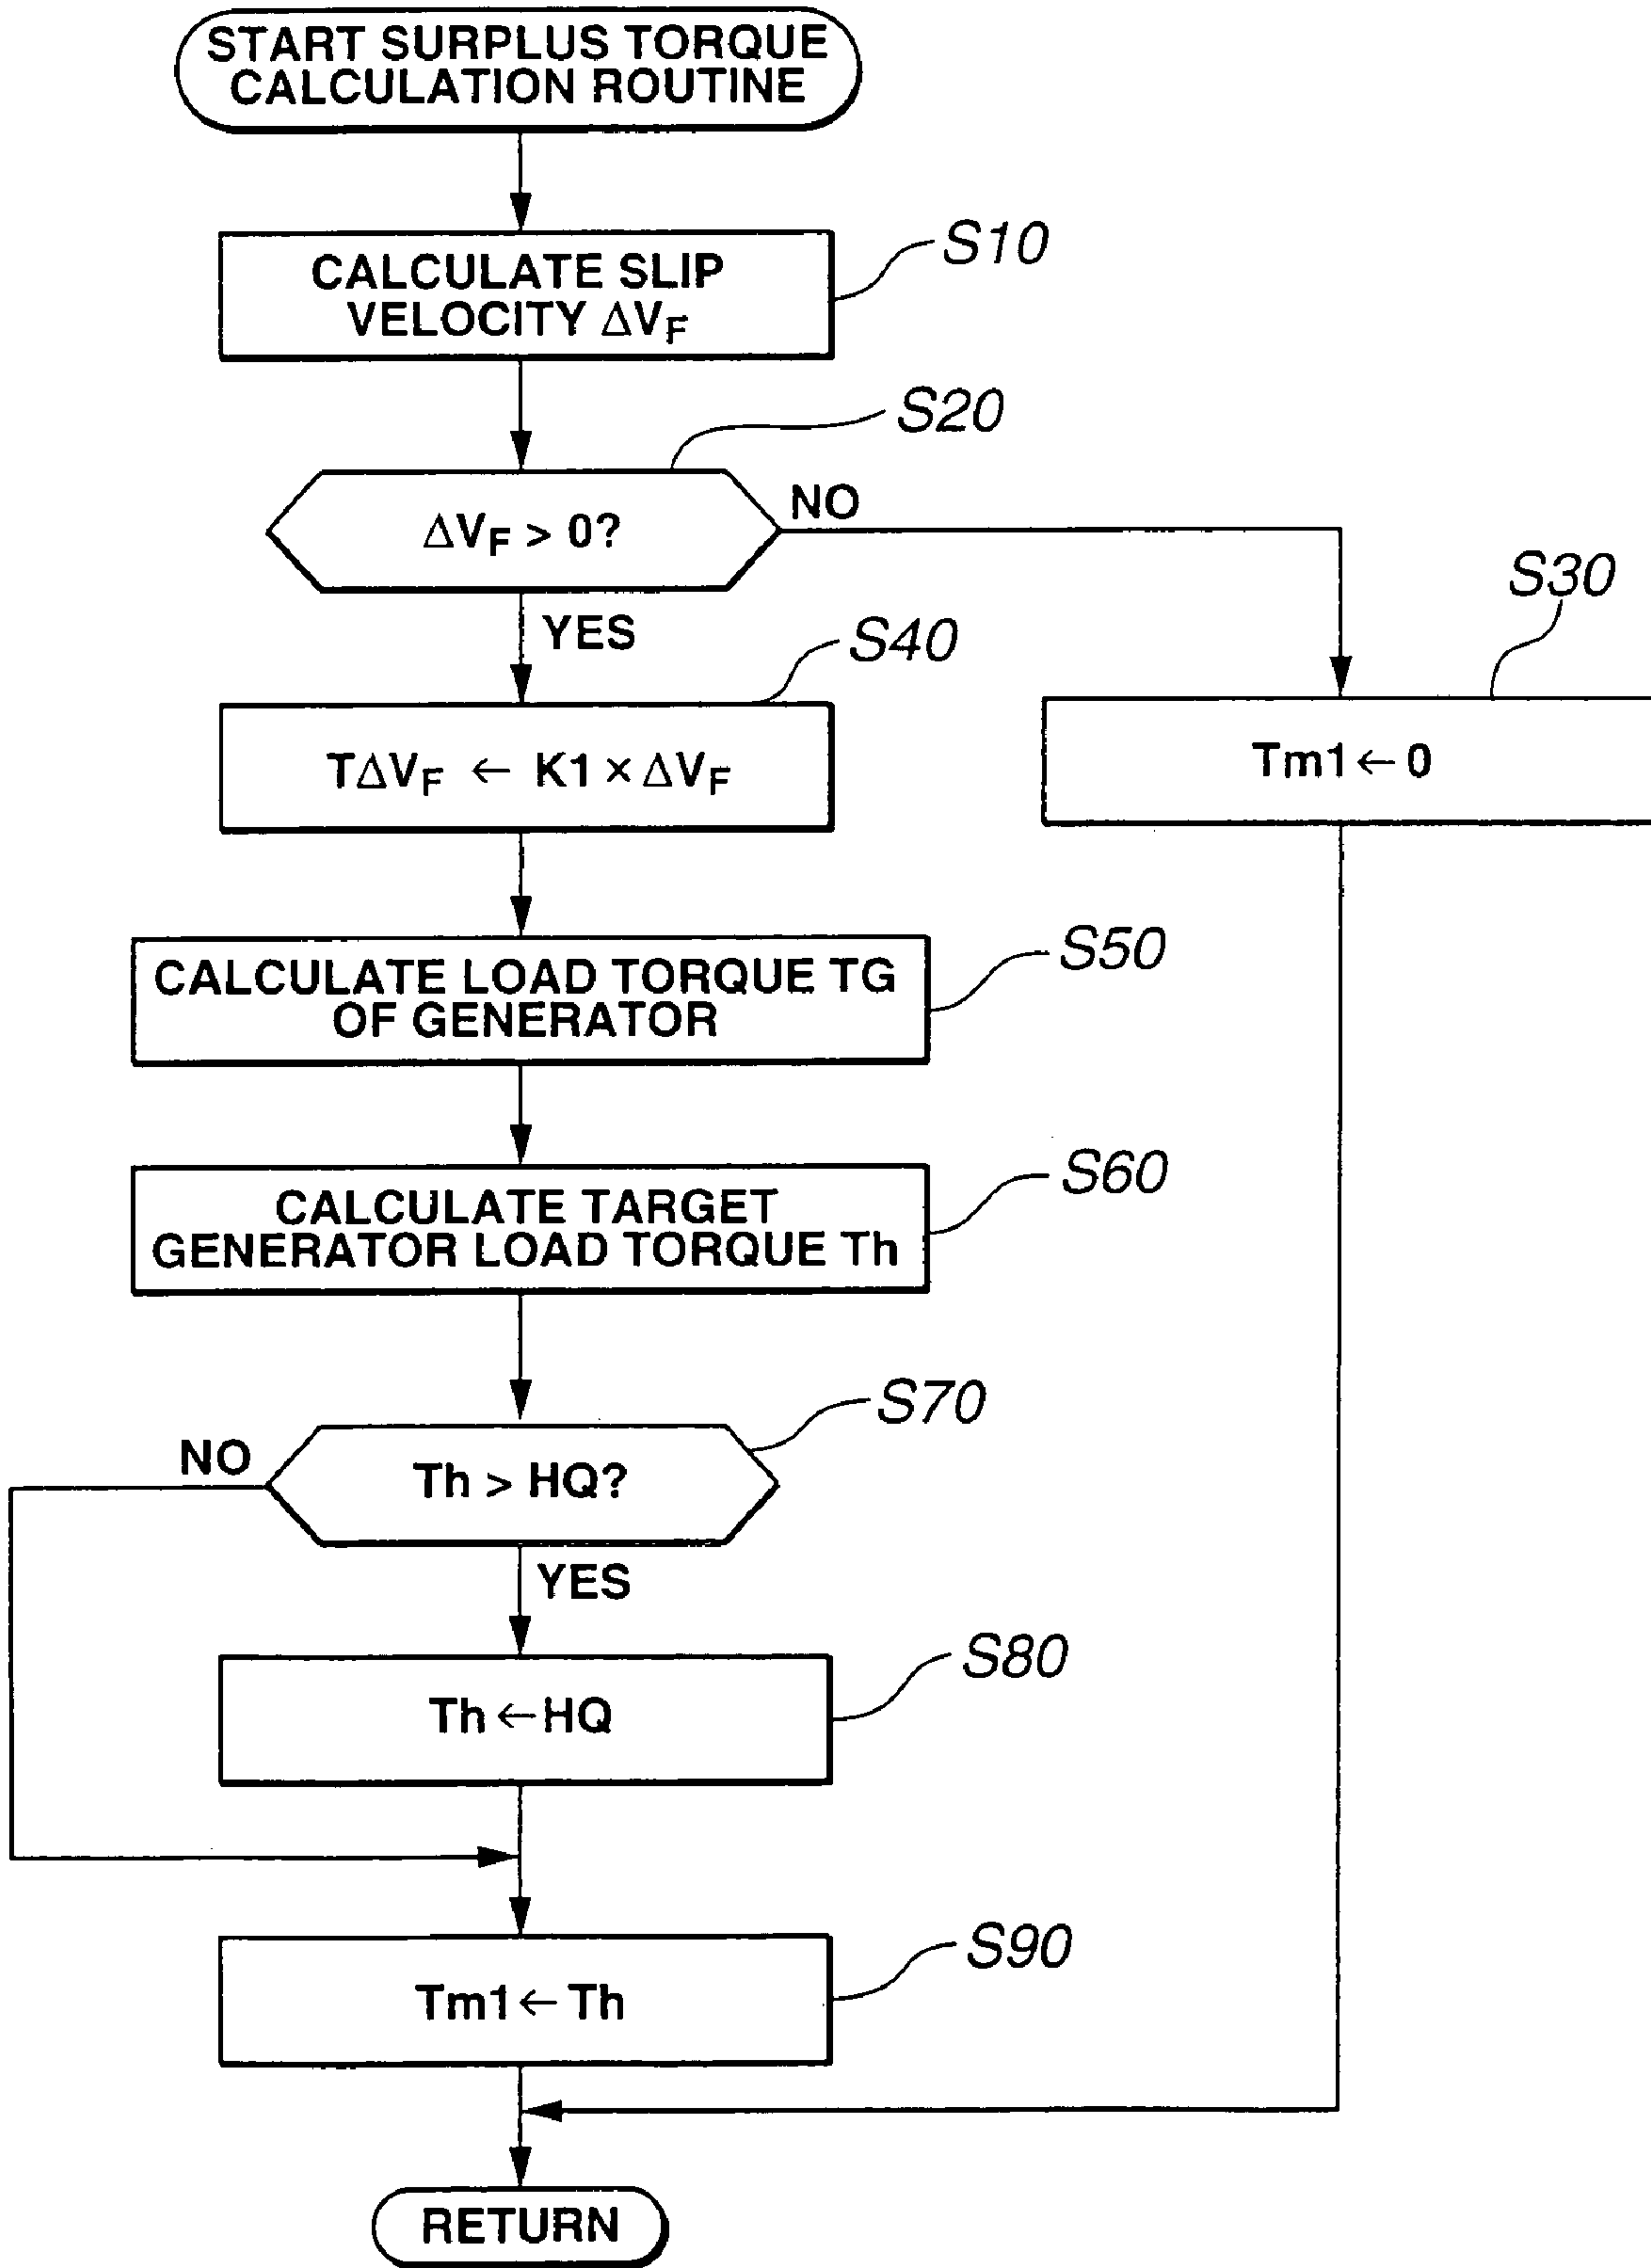 START SURPLUS TORQUE
CALCULATION ROUTINE
S10
CALCULATE SLIP
VELOCITY ΔVF
S20
ΔVF > 0?
NO
YES
S30
Tm1 ← 0
S40
TΔVF ← K1 × ΔVF
S50
CALCULATE LOAD TORQUE TG
OF GENERATOR
S60
CALCULATE TARGET
GENERATOR LOAD TORQUE Th
S70
NO
Th > HQ?
YES
S80
Th ← HQ
S90
Tm1 ← Th
RETURN